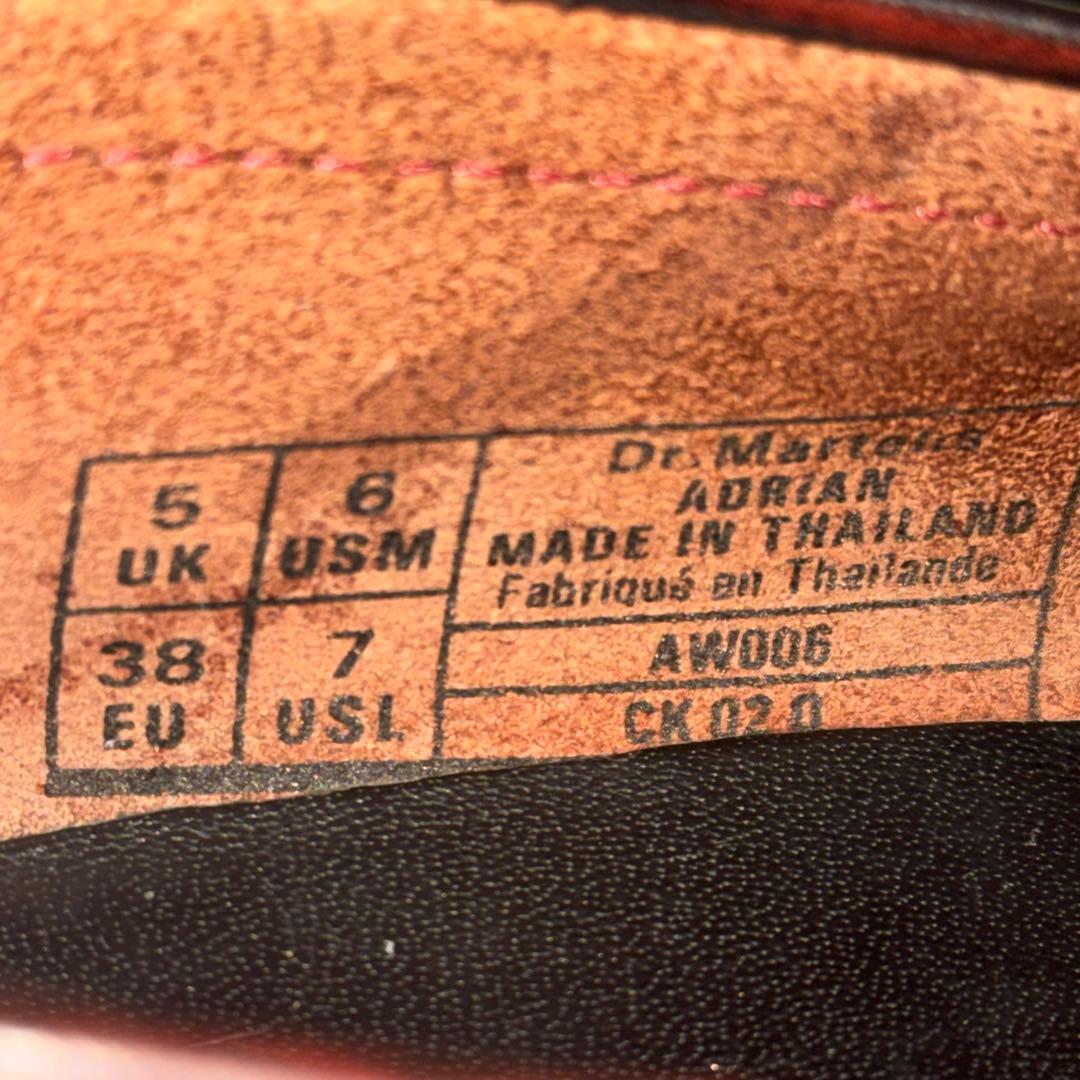 5
UK
6
USM
38
EU
7
USL
Dr. Martens
ADRIAN
MADE IN THAILAND
Fabriqué en Thaïlande
AW006
CK 02 0